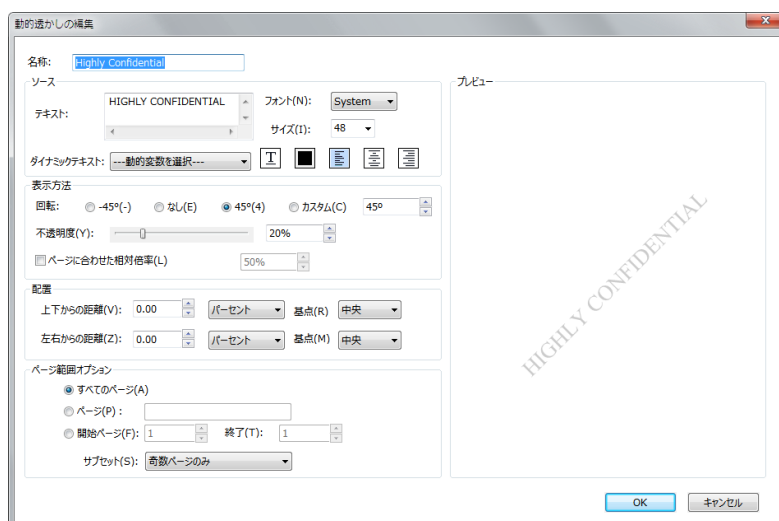 動的透かしの編集
名称: Highly Confidential
ソース
テキスト: HIGHLY CONFIDENTIAL フォント(N): System
サイズ(I): 48
ダイナミックテキスト: ---動的変数を選択--- T
表示方法
回転: -45º(-) なし(E) 45º(4) カスタム(C) 45º
不透明度(Y): 20%
ページに合わせた相対倍率(L) 50%
配置
上下からの距離(V): 0.00 パーセント 基点(R) 中央
左右からの距離(Z): 0.00 パーセント 基点(M) 中央
ページ範囲オプション
すべてのページ(A)
ページ(P) :
開始ページ(F): 1 終了(T): 1
サブセット(S): 奇数ページのみ
プレビュー
HIGHLY CONFIDENTIAL
OK キャンセル